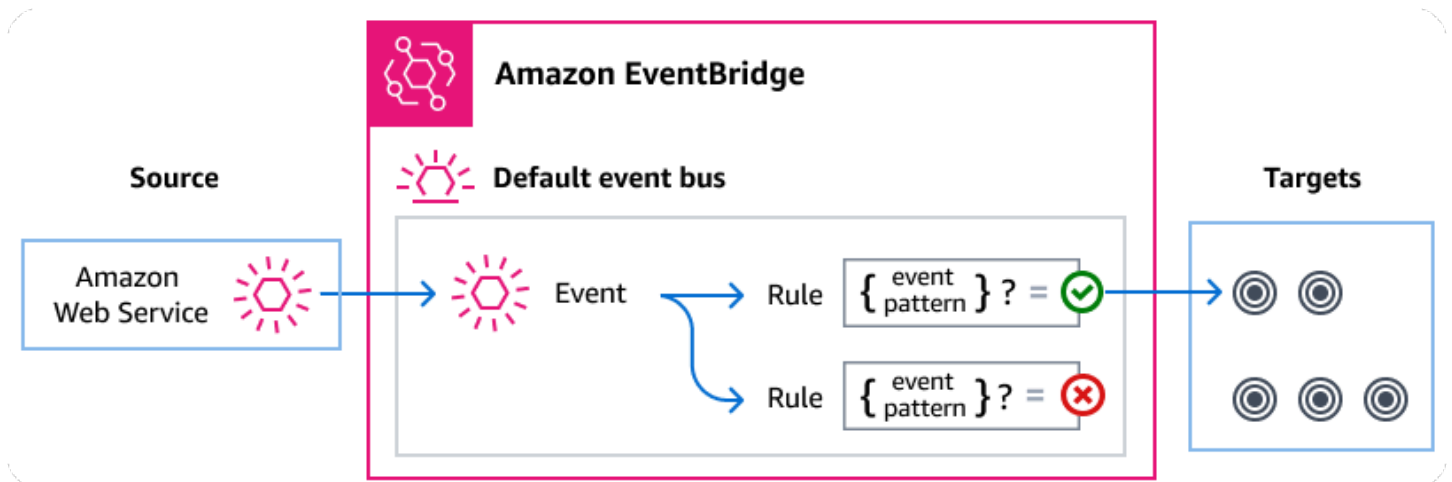 Amazon EventBridge
Source
Default event bus
Targets
Amazon
Web Service
Event
Rule
{ event
pattern } ? =
Rule
{ event
pattern } ? =